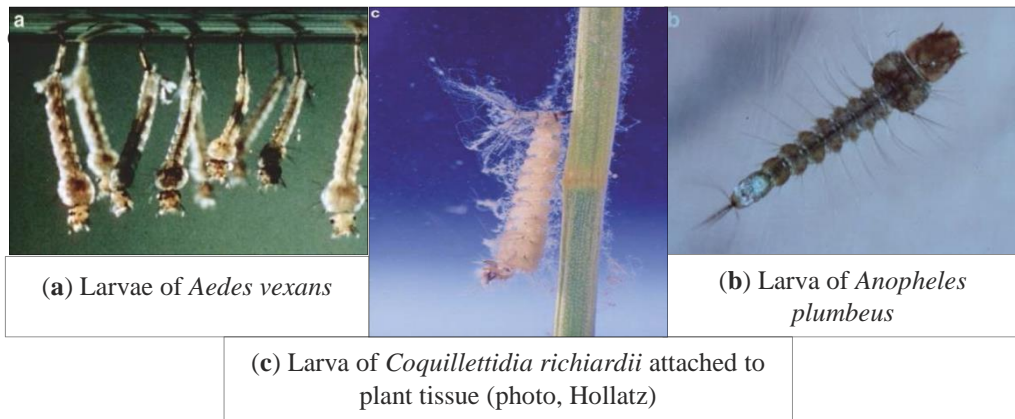 a
c
b
(a) Larvae of Aedes vexans
(b) Larva of Anopheles
plumbeus
(c) Larva of Coquillettidia richiardii attached to
plant tissue (photo, Hollatz)